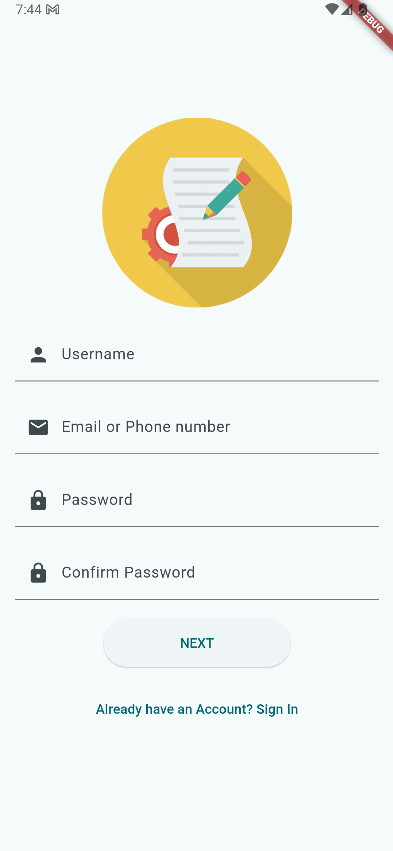 7:44
EBUG
Username
Email or Phone number
Password
Confirm Password
NEXT
Already have an Account? Sign In